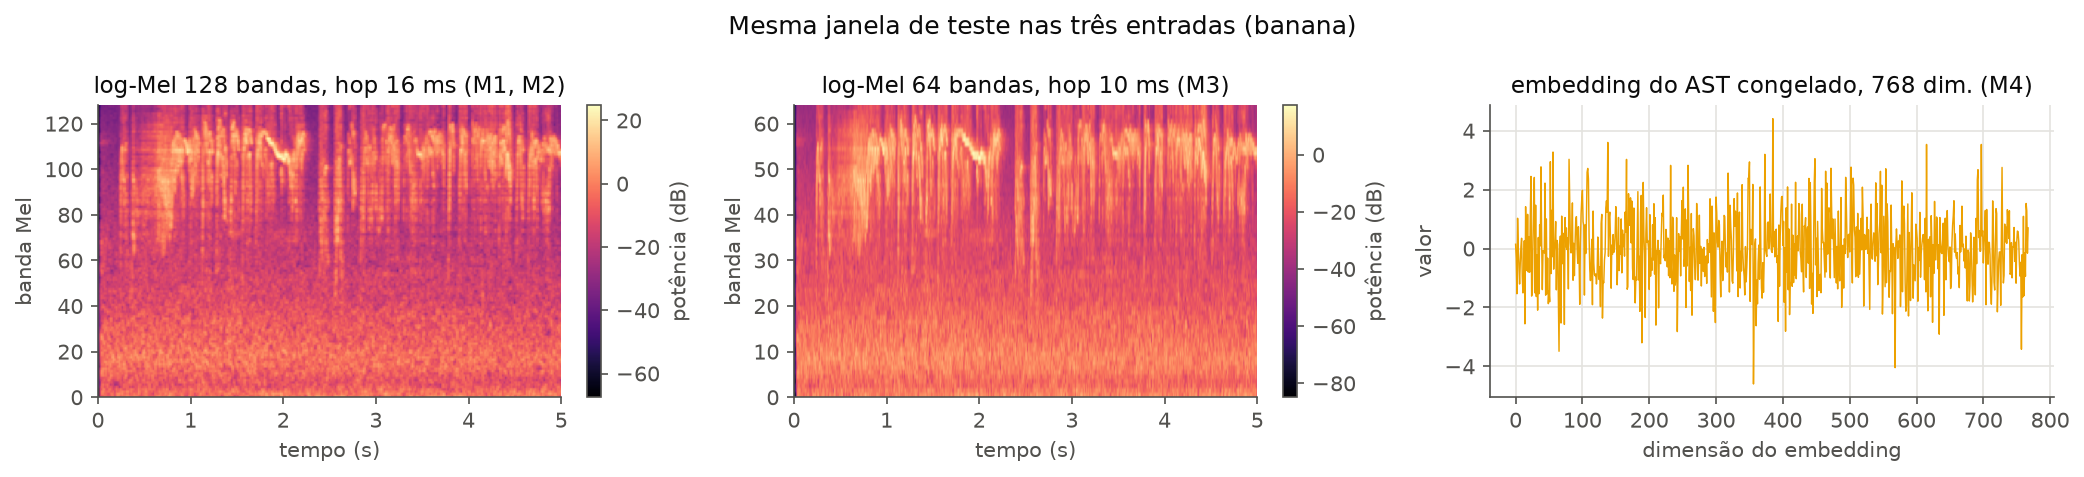 Mesma janela de teste nas três entradas (banana)
log-Mel 128 bandas, hop 16 ms (M1, M2)
banda Mel
120
100
80
60
40
20
0
0 1 2 3 4 5
tempo (s)
20
0
−20
−40
−60
potência (dB)
log-Mel 64 bandas, hop 10 ms (M3)
banda Mel
60
50
40
30
20
10
0
0 1 2 3 4 5
tempo (s)
0
−20
−40
−60
−80
potência (dB)
embedding do AST congelado, 768 dim. (M4)
valor
4
2
0
−2
−4
0 100 200 300 400 500 600 700 800
dimensão do embedding